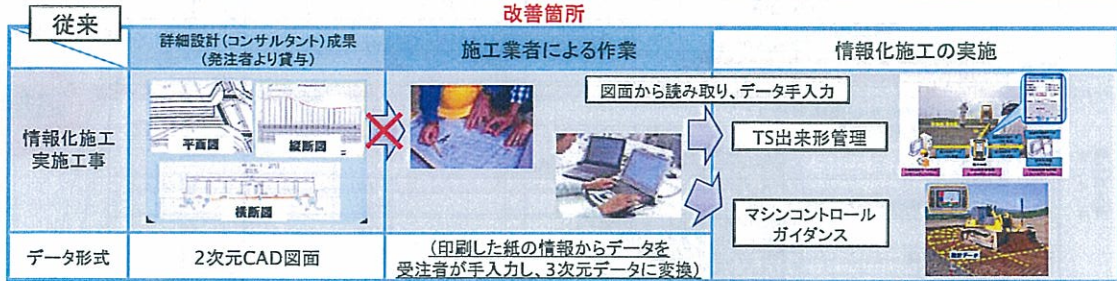 改善箇所
従来
詳細設計(コンサルタント)成果
(発注者より貸与)
施工業者による作業
情報化施工の実施
情報化施工
実施工事
平面図
縦断図
横断図
図面から読み取り、データ手入力
TS出来形管理
マシンコントロール
ガイダンス
データ形式
2次元CAD図面
(印刷した紙の情報からデータを
受注者が手入力し、3次元データに変換)